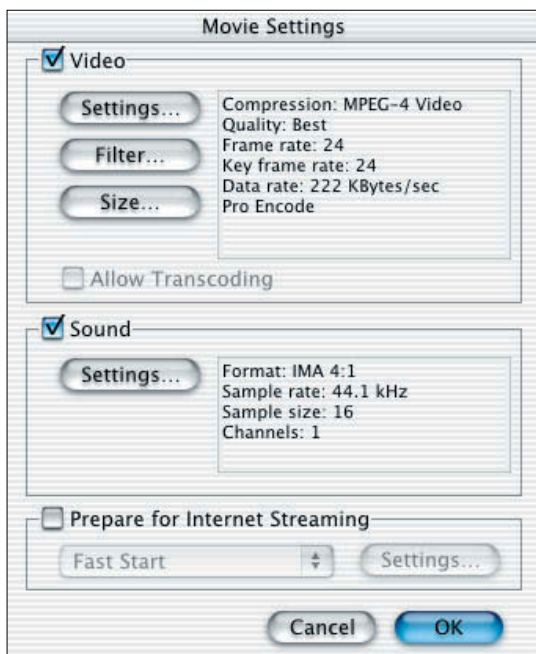 Movie Settings
Video
Settings...
Filter...
Size...
Compression: MPEG-4 Video
Quality: Best
Frame rate: 24
Key frame rate: 24
Data rate: 222 KBytes/sec
Pro Encode
Allow Transcoding
Sound
Settings...
Format: IMA 4:1
Sample rate: 44.1 kHz
Sample size: 16
Channels: 1
Prepare for Internet Streaming
Fast Start
Settings...
Cancel
OK